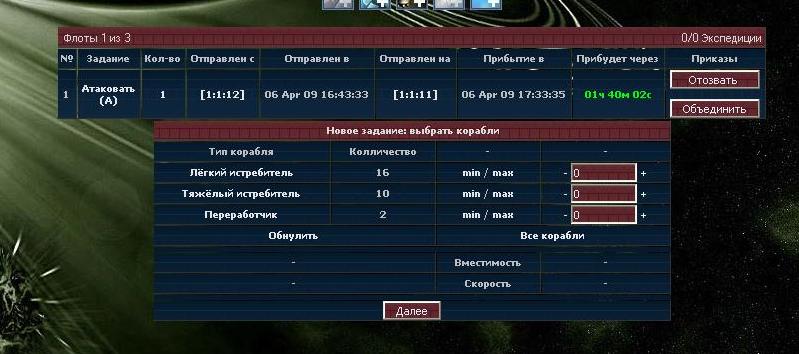 Флоты 1 из 3 0/0 Экспедиции
№ Задание Кол-во Отправлен с Отправлен в Отправлен на Прибытие в Прибудет через Приказы
1 Атаковать (А) 1 [1:1:12] 06 Apr 09 16:43:33 [1:1:11] 06 Apr 09 17:33:35 01ч 40м 02с Отозвать
Объединить
Новое задание: выбрать корабли
Тип корабля Колличество - -
Лёгкий истребитель 16 min / max - 0 +
Тяжёлый истребитель 10 min / max - 0 +
Переработчик 2 min / max - 0 +
Обнулить Все корабли
- Вместимость -
- Скорость -
Далее